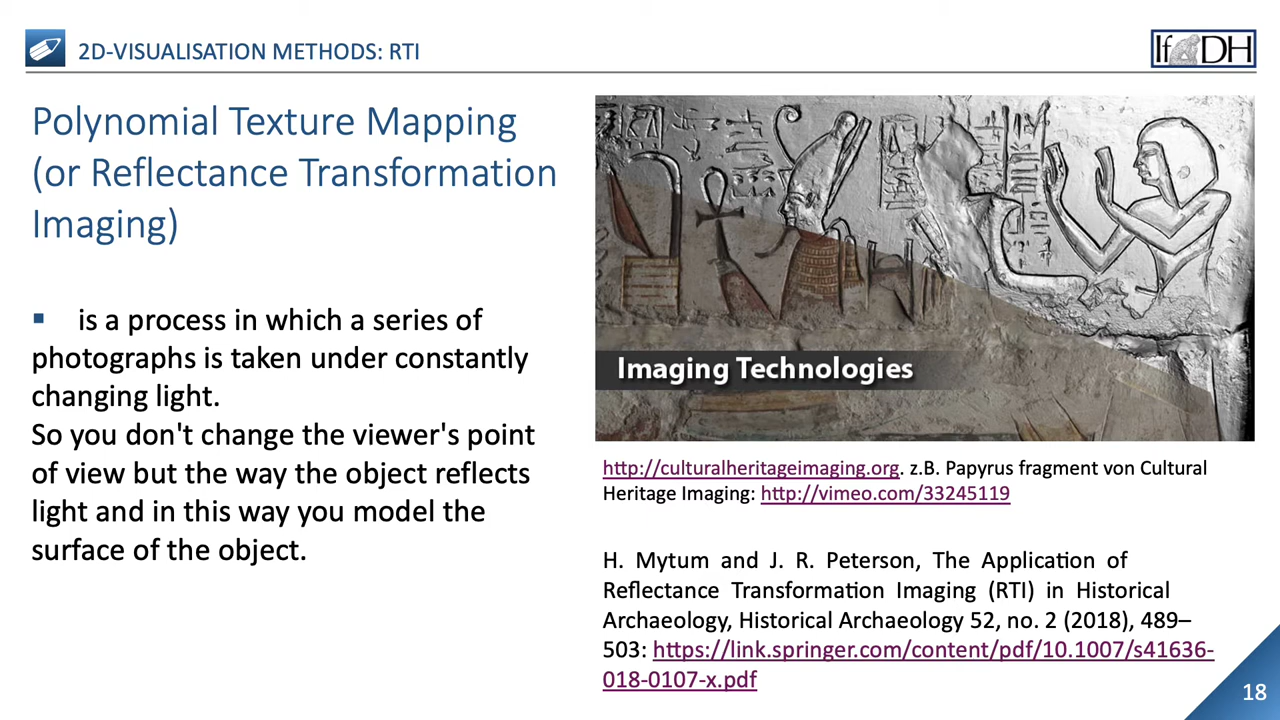 2D-VISUALISATION METHODS: RTI
If DH
Polynomial Texture Mapping
(or Reflectance Transformation
Imaging)
▪ is a process in which a series of
photographs is taken under constantly
changing light.
So you don't change the viewer's point
of view but the way the object reflects
light and in this way you model the
surface of the object.
Imaging Technologies
http://culturalheritageimaging.org. z.B. Papyrus fragment von Cultural
Heritage Imaging: http://vimeo.com/33245119
H. Mytum and J. R. Peterson, The Application of
Reflectance Transformation Imaging (RTI) in Historical
Archaeology, Historical Archaeology 52, no. 2 (2018), 489–
503: https://link.springer.com/content/pdf/10.1007/s41636-
018-0107-x.pdf
18